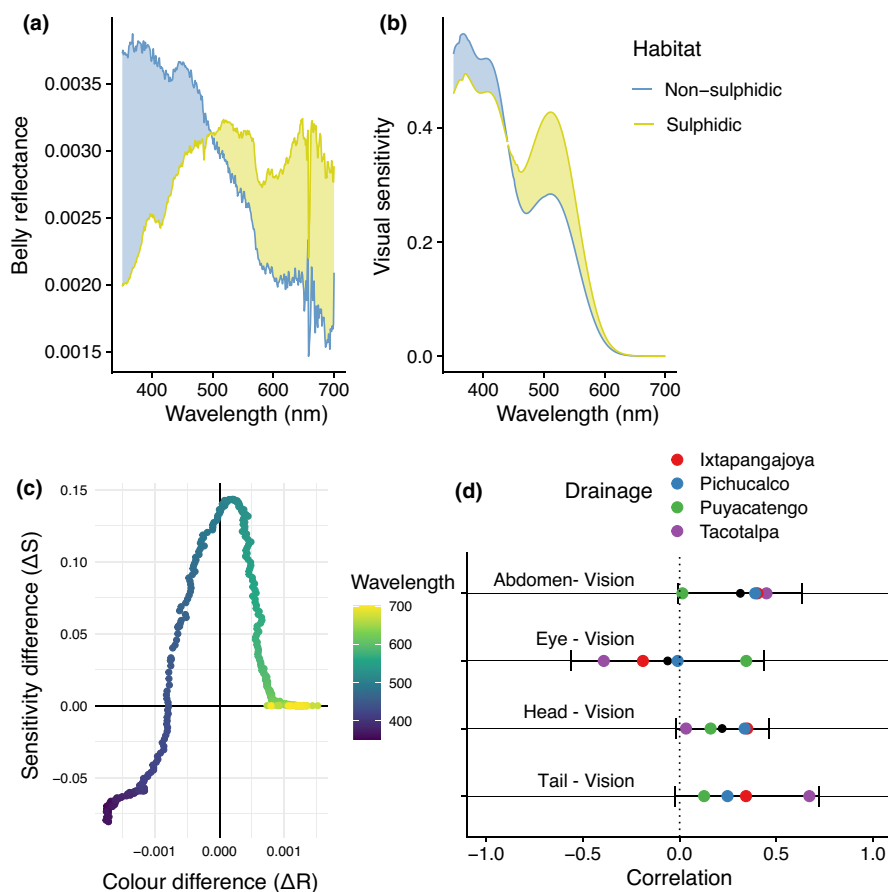 (a)
Belly reflectance
0.0035
0.0030
0.0025
0.0020
0.0015
400 500 600 700
Wavelength (nm)
(b)
Visual sensitivity
0.4
0.2
0.0
400 500 600 700
Wavelength (nm)
Habitat
Non−sulphidic
Sulphidic
(c)
Sensitivity difference (ΔS)
0.15
0.10
0.05
0.00
−0.05
−0.001 0.000 0.001
Colour difference (ΔR)
Wavelength
700
600
500
400
(d)
Drainage
Ixtapangajoya
Pichucalco
Puyacatengo
Tacotalpa
Abdomen- Vision
Eye - Vision
Head - Vision
Tail - Vision
−1.0 −0.5 0.0 0.5 1.0
Correlation